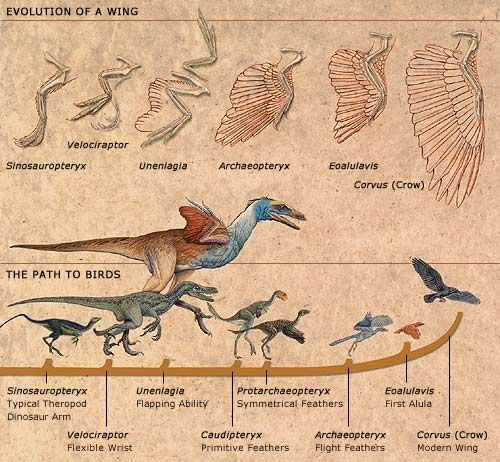 EVOLUTION OF A WING
Sinosauropteryx
Velociraptor
Unenlagia
Archaeopteryx
Eoalulavis
Corvus (Crow)
THE PATH TO BIRDS
Sinosauropteryx
Typical Theropod
Dinosaur Arm
Velociraptor
Flexible Wrist
Unenlagia
Flapping Ability
Caudipteryx
Primitive Feathers
Protarchaeopteryx
Symmetrical Feathers
Archaeopteryx
Flight Feathers
Eoalulavis
First Alula
Corvus (Crow)
Modern Wing